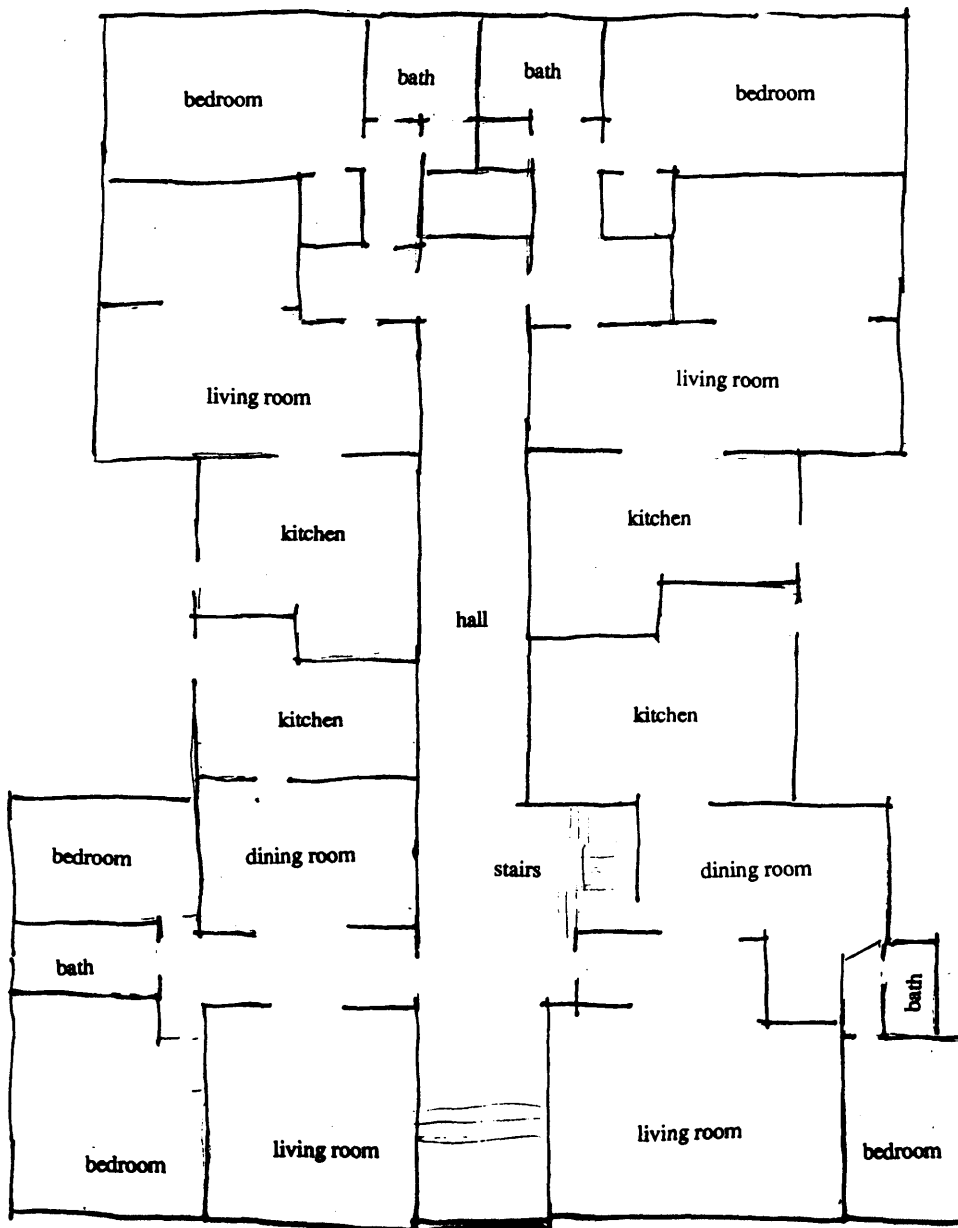 bath
bath
bedroom
bedroom
living room
living room
kitchen
kitchen
hall
kitchen
kitchen
bedroom
dining room
stairs
dining room
bath
bath
living room
living room
bedroom
bedroom